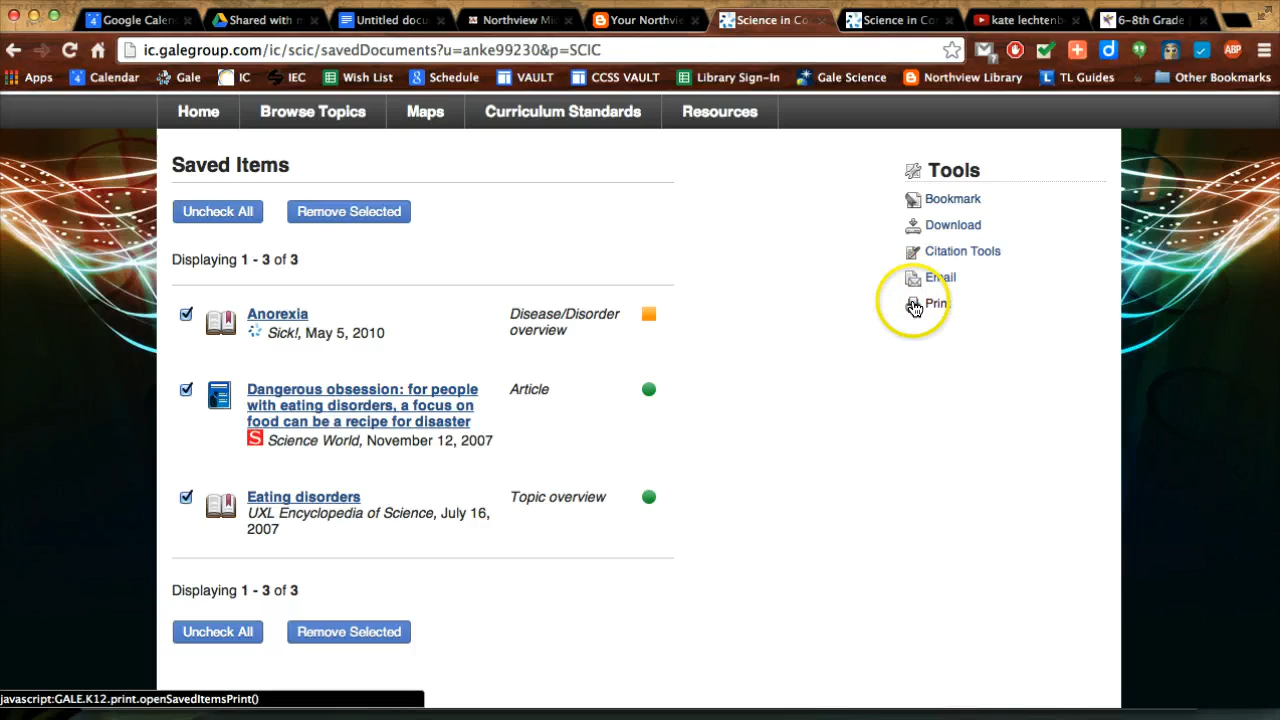 Google Calen
Shared with m
Untitled docu
Northview Mi
Your Northvi
Science in Co
Science in Co
kate lechtenb
6-8th Grade
ic.galegroup.com/ic/scic/savedDocuments?u=anke99230&p=SCIC
Apps
4 Calendar
Gale
IC
IEC
Wish List
Schedule
VAULT
CCSS VAULT
Library Sign-In
Gale Science
Northview Library
TL Guides
»
Other Bookmarks
Home
Browse Topics
Maps
Curriculum Standards
Resources
Saved Items
Uncheck All
Remove Selected
Displaying 1 - 3 of 3
Anorexia
Sick!, May 5, 2010
Disease/Disorder
overview
Dangerous obsession: for people
with eating disorders, a focus on
food can be a recipe for disaster
S Science World, November 12, 2007
Article
Eating disorders
UXL Encyclopedia of Science, July 16,
2007
Topic overview
Displaying 1 - 3 of 3
Uncheck All
Remove Selected
Tools
Bookmark
Download
Citation Tools
Email
Print
javascript:GALE.K12.print.openSavedItemsPrint()